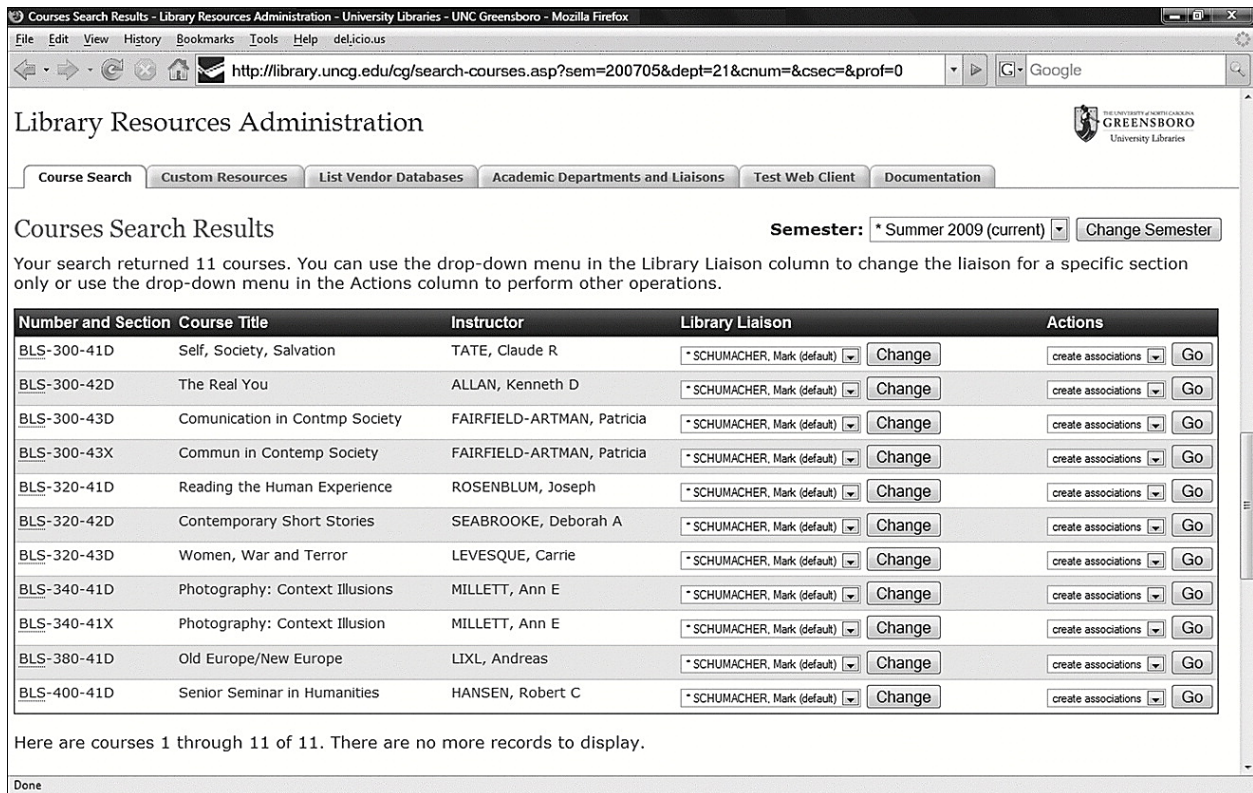 Courses Search Results - Library Resources Administration - University Libraries - UNC Greensboro - Mozilla Firefox
File Edit View History Bookmarks Tools Help del.icio.us
http://library.uncg.edu/cg/search-courses.asp?sem=200705&dept=21&cnum=&csec=&prof=0 G Google
Library Resources Administration
THE UNIVERSITY of NORTH CAROLINA
GREENSBORO
University Libraries
Course Search Custom Resources List Vendor Databases Academic Departments and Liaisons Test Web Client Documentation
Courses Search Results Semester: * Summer 2009 (current) Change Semester
Your search returned 11 courses. You can use the drop-down menu in the Library Liaison column to change the liaison for a specific section
only or use the drop-down menu in the Actions column to perform other operations.
Number and Section Course Title Instructor Library Liaison Actions
BLS-300-41D Self, Society, Salvation TATE, Claude R * SCHUMACHER, Mark (default) Change create associations Go
BLS-300-42D The Real You ALLAN, Kenneth D * SCHUMACHER, Mark (default) Change create associations Go
BLS-300-43D Comunication in Contmp Society FAIRFIELD-ARTMAN, Patricia * SCHUMACHER, Mark (default) Change create associations Go
BLS-300-43X Commun in Contemp Society FAIRFIELD-ARTMAN, Patricia * SCHUMACHER, Mark (default) Change create associations Go
BLS-320-41D Reading the Human Experience ROSENBLUM, Joseph * SCHUMACHER, Mark (default) Change create associations Go
BLS-320-42D Contemporary Short Stories SEABROOKE, Deborah A * SCHUMACHER, Mark (default) Change create associations Go
BLS-320-43D Women, War and Terror LEVESQUE, Carrie * SCHUMACHER, Mark (default) Change create associations Go
BLS-340-41D Photography: Context Illusions MILLETT, Ann E * SCHUMACHER, Mark (default) Change create associations Go
BLS-340-41X Photography: Context Illusion MILLETT, Ann E * SCHUMACHER, Mark (default) Change create associations Go
BLS-380-41D Old Europe/New Europe LIXL, Andreas * SCHUMACHER, Mark (default) Change create associations Go
BLS-400-41D Senior Seminar in Humanities HANSEN, Robert C * SCHUMACHER, Mark (default) Change create associations Go
Here are courses 1 through 11 of 11. There are no more records to display.
Done